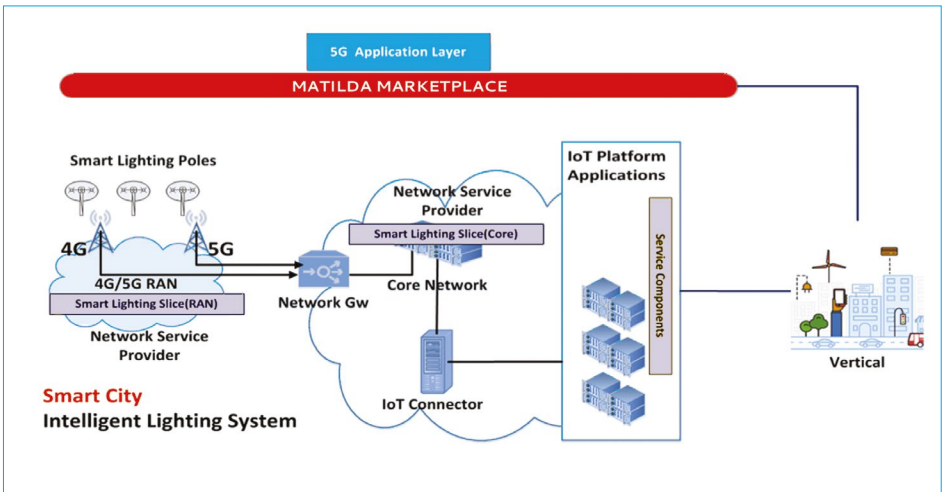 5G Application Layer
MATILDA MARKETPLACE
Smart Lighting Poles
4G
5G
4G/5G RAN
Smart Lighting Slice(RAN)
Network Service
Provider
Network Gw
Network Service
Provider
Smart Lighting Slice(Core)
Core Network
IoT Connector
IoT Platform
Applications
Service Components
Vertical
Smart City
Intelligent Lighting System